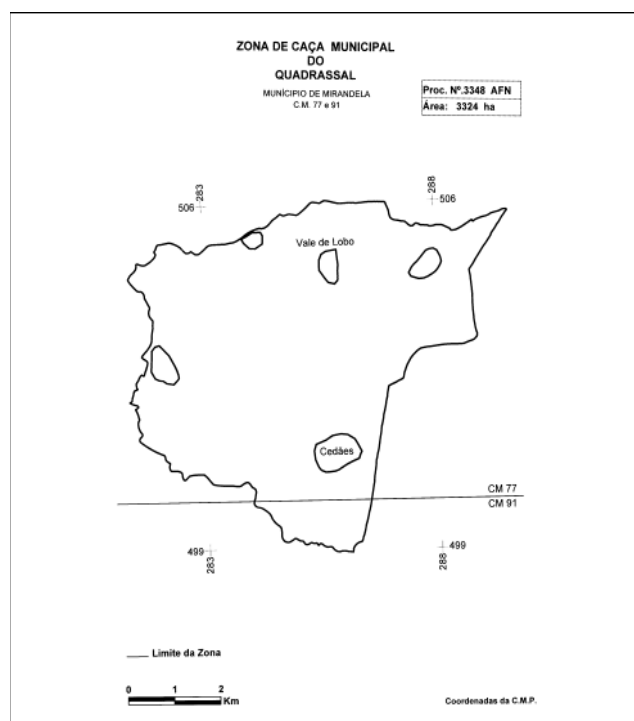 ZONA DE CAÇA MUNICIPAL
DO
QUADRASSAL
MUNÍCIPIO DE MIRANDELA
C.M. 77 e 91
Proc. Nº.3348 AFN
Área: 3324 ha
283
506
288
506
Vale de Lobo
Cedães
CM 77
CM 91
499
283
499
288
Limite da Zona
0 1 2
Km
Coordenadas da C.M.P.